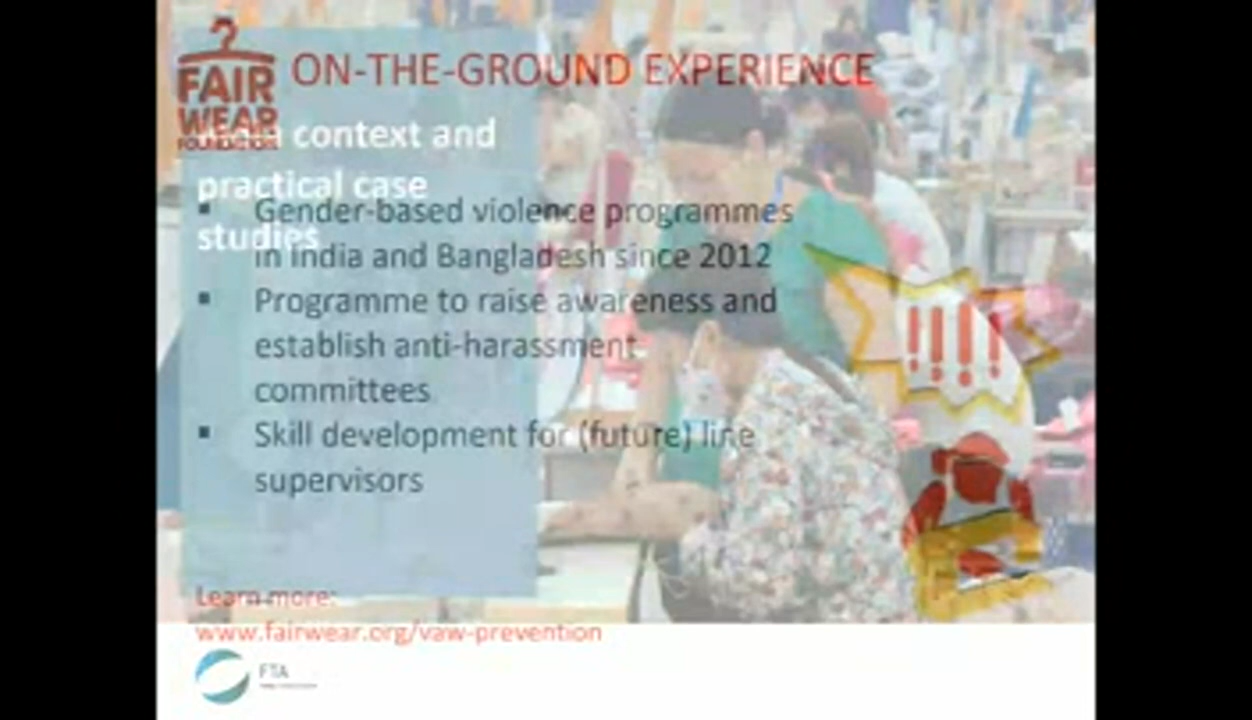 FAIR
WEAR
FOUNDATION
ON-THE-GROUND EXPERIENCE
context and
practical case
studies
▪ Gender-based violence programmes
in India and Bangladesh since 2012
▪ Programme to raise awareness and
establish anti-harassment
committees
▪ Skill development for (future) line
supervisors
!!!!
Learn more:
www.fairwear.org/vaw-prevention
FTA